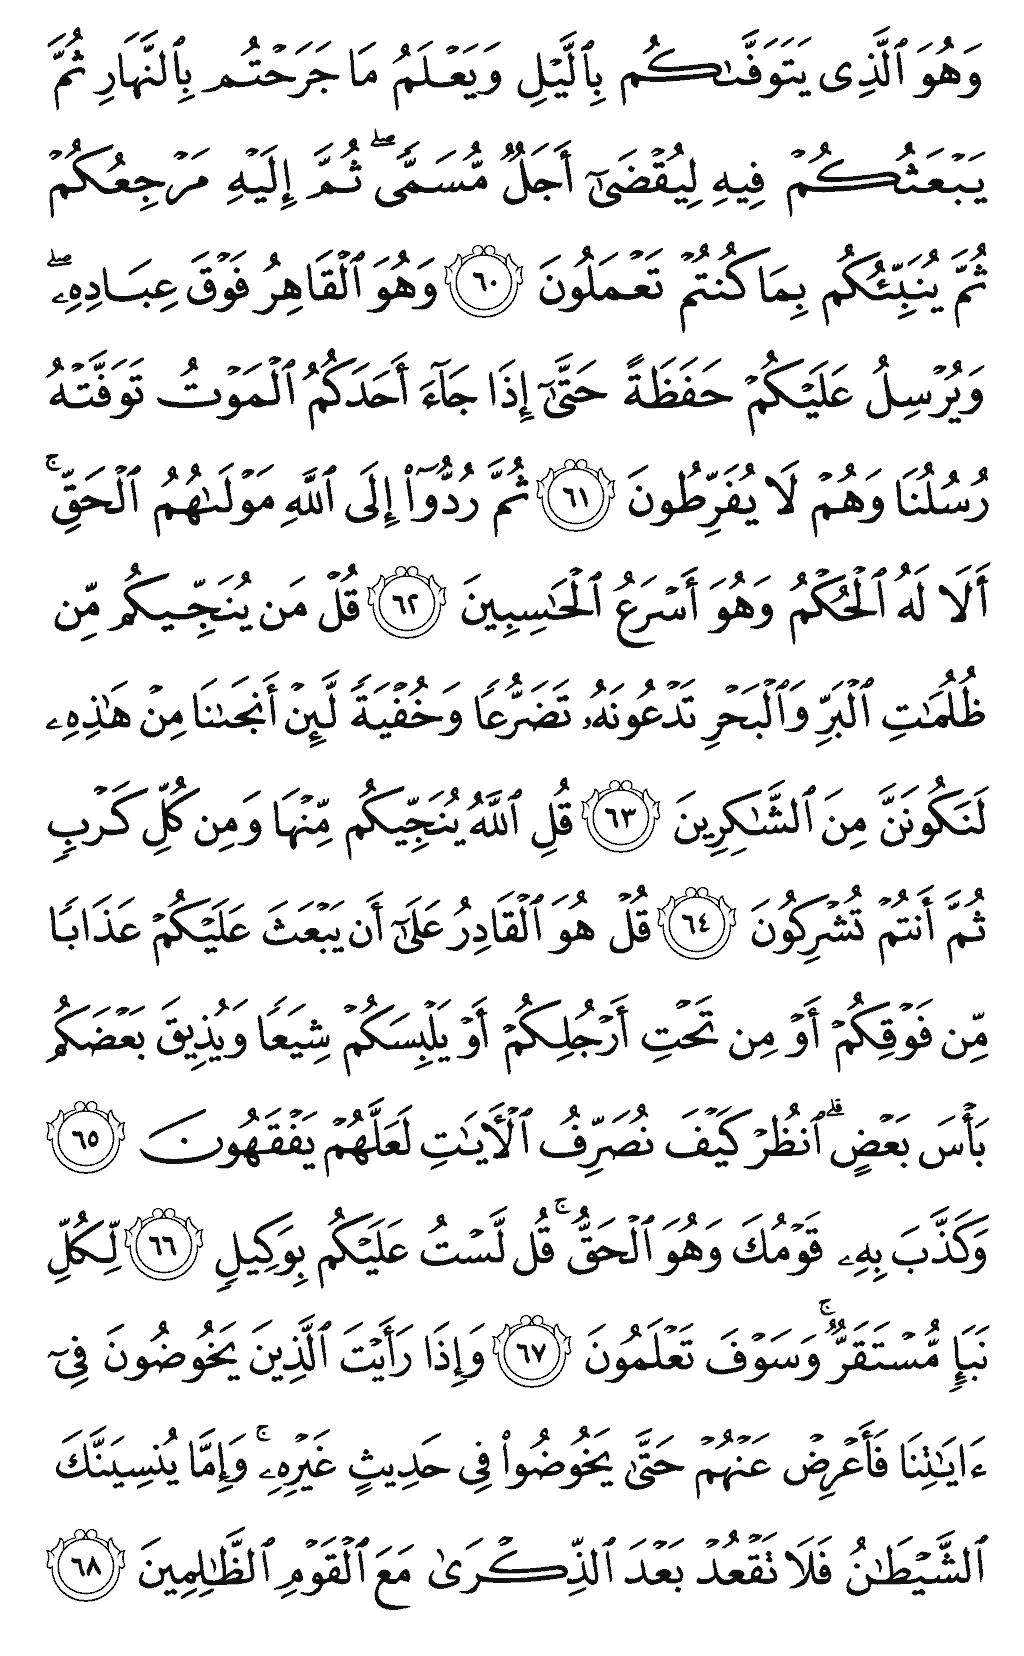 وَهُوَ ٱلَّذِى يَتَوَفَّىٰكُم بِٱلَّيْلِ وَيَعْلَمُ مَا جَرَحْتُم بِٱلنَّهَارِ ثُمَّ
يَبْعَثُكُمْ فِيهِ لِيُقْضَىٰٓ أَجَلٌ مُّسَمًّى ۖ ثُمَّ إِلَيْهِ مَرْجِعُكُمْ
ثُمَّ يُنَبِّئُكُم بِمَا كُنتُمْ تَعْمَلُونَ ٦٠ وَهُوَ ٱلْقَاهِرُ فَوْقَ عِبَادِهِۦ ۖ
وَيُرْسِلُ عَلَيْكُمْ حَفَظَةً حَتَّىٰٓ إِذَا جَآءَ أَحَدَكُمُ ٱلْمَوْتُ تَوَفَّتْهُ
رُسُلُنَا وَهُمْ لَا يُفَرِّطُونَ ٦١ ثُمَّ رُدُّوٓا۟ إِلَى ٱللَّهِ مَوْلَىٰهُمُ ٱلْحَقِّ ۚ
أَلَا لَهُ ٱلْحُكْمُ وَهُوَ أَسْرَعُ ٱلْحَـٰسِبِينَ ٦٢ قُلْ مَن يُنَجِّيكُم مِّن
ظُلُمَـٰتِ ٱلْبَرِّ وَٱلْبَحْرِ تَدْعُونَهُۥ تَضَرُّعًا وَخُفْيَةً لَّئِنْ أَنجَىٰنَا مِنْ هَـٰذِهِۦ
لَنَكُونَنَّ مِنَ ٱلشَّـٰكِرِينَ ٦٣ قُلِ ٱللَّهُ يُنَجِّيكُم مِّنْهَا وَمِن كُلِّ كَرْبٍ
ثُمَّ أَنتُمْ تُشْرِكُونَ ٦٤ قُلْ هُوَ ٱلْقَادِرُ عَلَىٰٓ أَن يَبْعَثَ عَلَيْكُمْ عَذَابًا
مِّن فَوْقِكُمْ أَوْ مِن تَحْتِ أَرْجُلِكُمْ أَوْ يَلْبِسَكُمْ شِيَعًا وَيُذِيقَ بَعْضَكُم
بَأْسَ بَعْضٍ ۗ ٱنظُرْ كَيْفَ نُصَرِّفُ ٱلْـَٔايَـٰتِ لَعَلَّهُمْ يَفْقَهُونَ ٦٥
وَكَذَّبَ بِهِۦ قَوْمُكَ وَهُوَ ٱلْحَقُّ ۚ قُل لَّسْتُ عَلَيْكُم بِوَكِيلٍ ٦٦ لِّكُلِّ
نَبَإٍ مُّسْتَقَرٌّ ۚ وَسَوْفَ تَعْلَمُونَ ٦٧ وَإِذَا رَأَيْتَ ٱلَّذِينَ يَخُوضُونَ فِىٓ
ءَايَـٰتِنَا فَأَعْرِضْ عَنْهُمْ حَتَّىٰ يَخُوضُوا۟ فِى حَدِيثٍ غَيْرِهِۦ ۚ وَإِمَّا يُنسِيَنَّكَ
ٱلشَّيْطَـٰنُ فَلَا تَقْعُدْ بَعْدَ ٱلذِّكْرَىٰ مَعَ ٱلْقَوْمِ ٱلظَّـٰلِمِينَ ٦٨